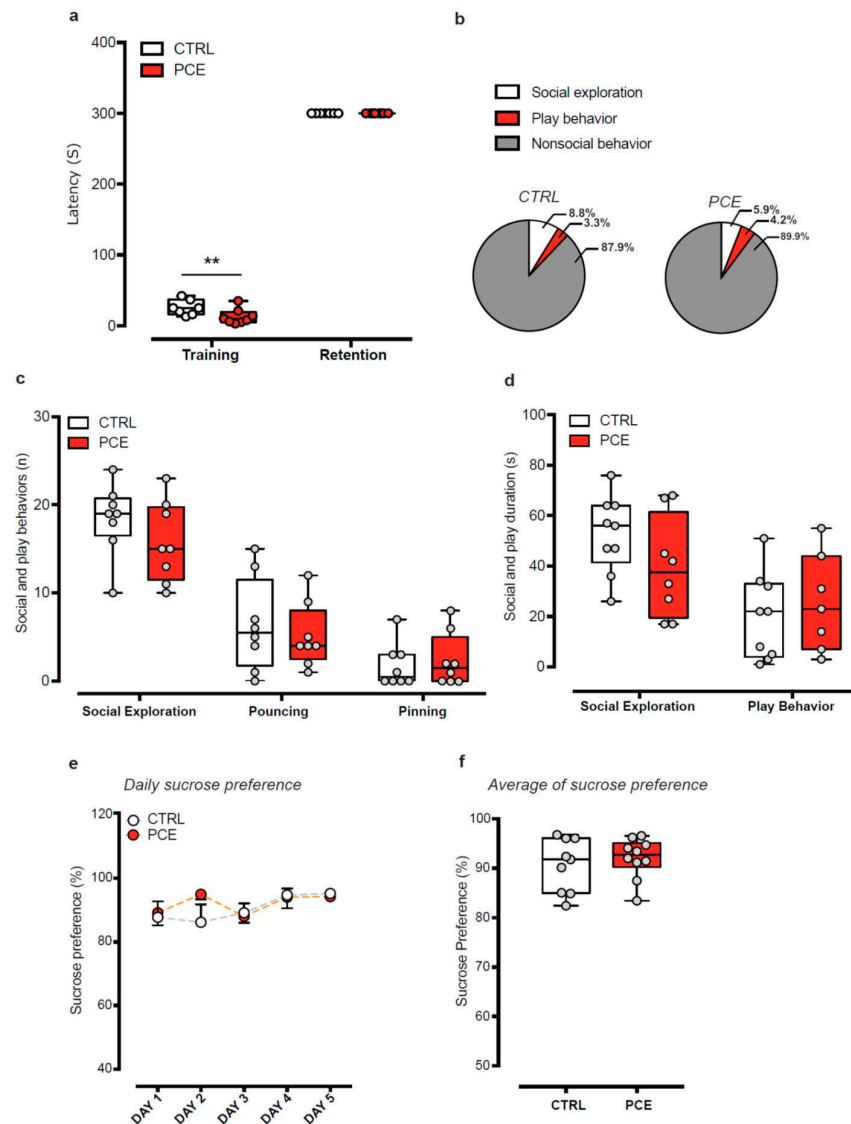 a
400
300
200
100
0
Latency (S)
CTRL
PCE
**
Training
Retention
b
Social exploration
Play behavior
Nonsocial behavior
CTRL
8.8%
3.3%
87.9%
PCE
5.9%
4.2%
89.9%
c
30
20
10
0
Social and play behaviors (n)
CTRL
PCE
Social Exploration
Pouncing
Pinning
d
100
80
60
40
20
0
Social and play duration (s)
CTRL
PCE
Social Exploration
Play Behavior
e
Daily sucrose preference
120
100
80
60
40
Sucrose preference (%)
CTRL
PCE
DAY 1
DAY 2
DAY 3
DAY 4
DAY 5
f
Average of sucrose preference
100
90
80
70
60
50
Sucrose Preference (%)
CTRL
PCE